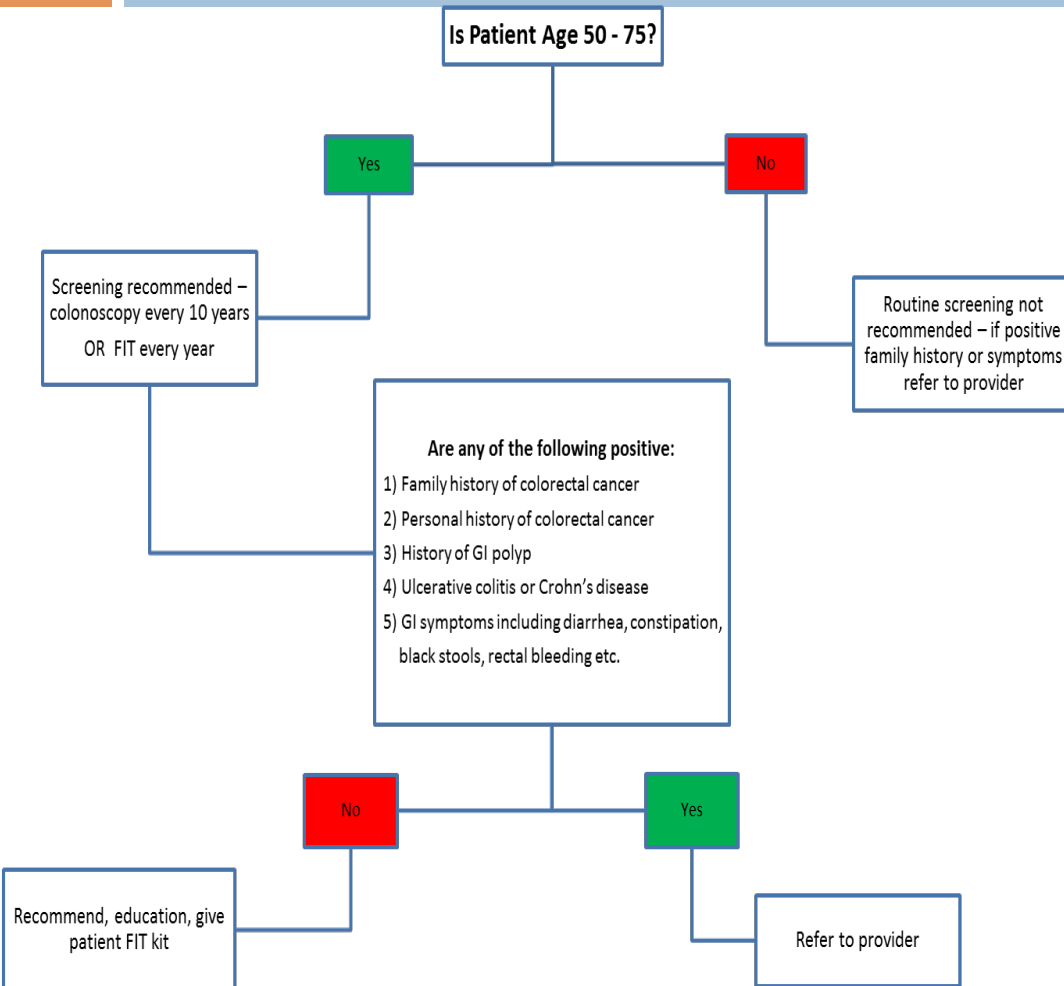 Is Patient Age 50 - 75?
Yes
No
Screening recommended –
colonoscopy every 10 years
OR FIT every year
Routine screening not
recommended – if positive
family history or symptoms
refer to provider
Are any of the following positive:
1) Family history of colorectal cancer
2) Personal history of colorectal cancer
3) History of GI polyp
4) Ulcerative colitis or Crohn’s disease
5) GI symptoms including diarrhea, constipation,
black stools, rectal bleeding etc.
No
Yes
Recommend, education, give
patient FIT kit
Refer to provider